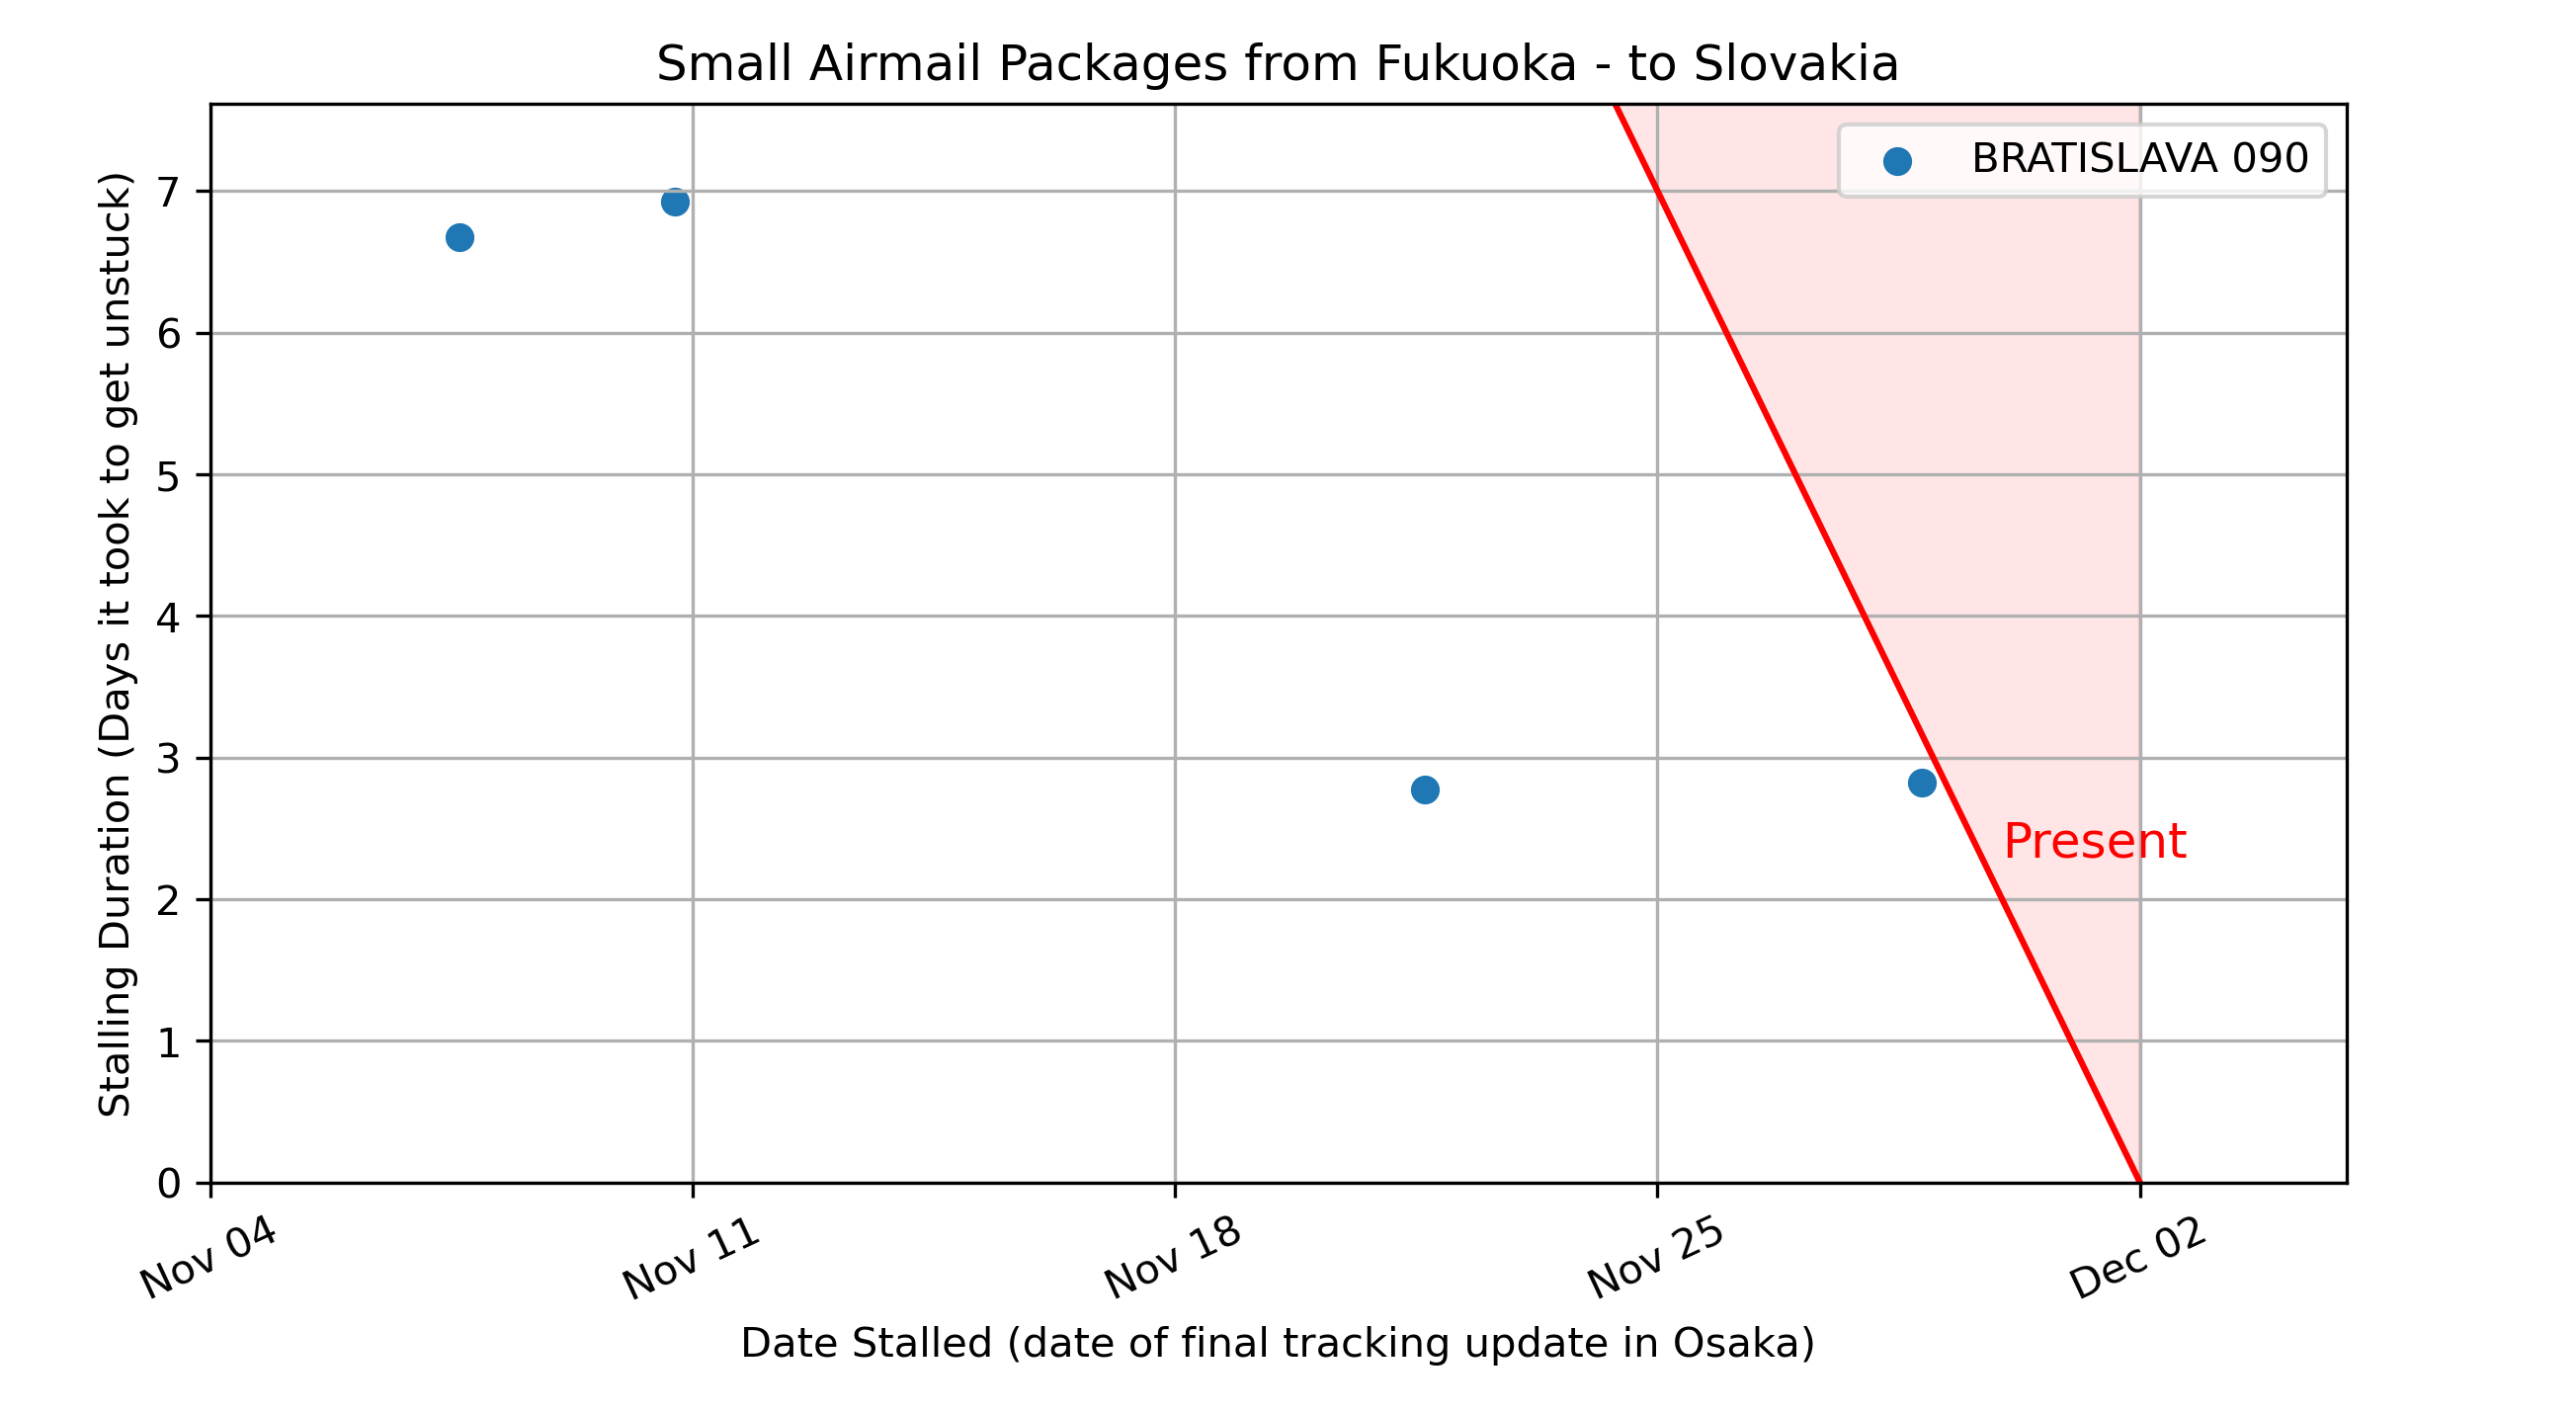 Small Airmail Packages from Fukuoka - to Slovakia
BRATISLAVA 090
Stalling Duration (Days it took to get unstuck)
7
6
5
4
3
2
1
0
Present
Nov 04
Nov 11
Nov 18
Nov 25
Dec 02
Date Stalled (date of final tracking update in Osaka)